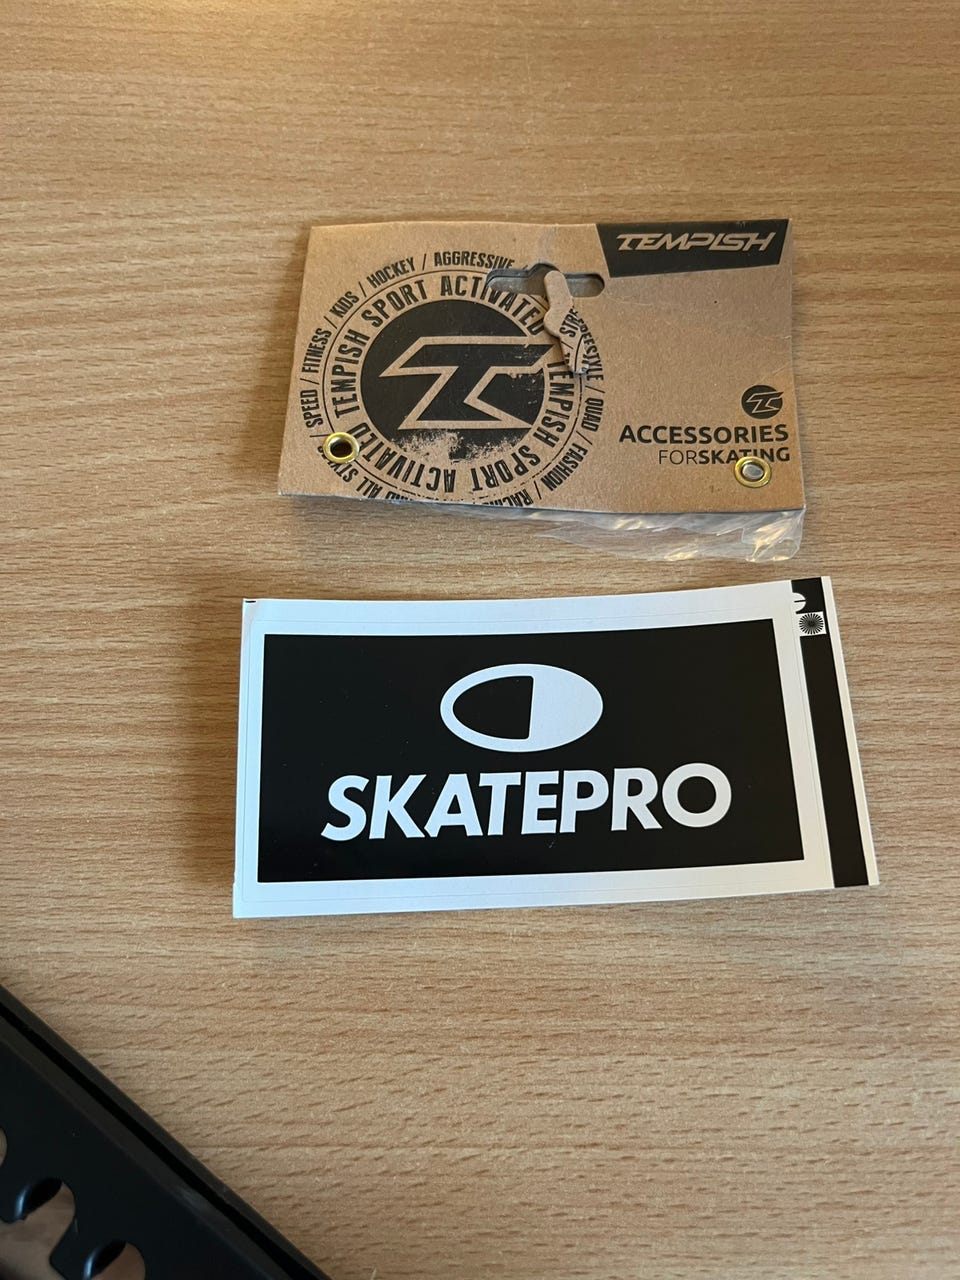 TEMPISH
SPEED / FITNESS / KIDS / HOCKEY / AGGRESSIVE /
FREESTYLE / QUAD / FASHION /
TEMPISH SPORT ACTIVATED TEMPISH SPORT ACTIVATED
ACCESSORIES
FORSKATING
SKATEPRO